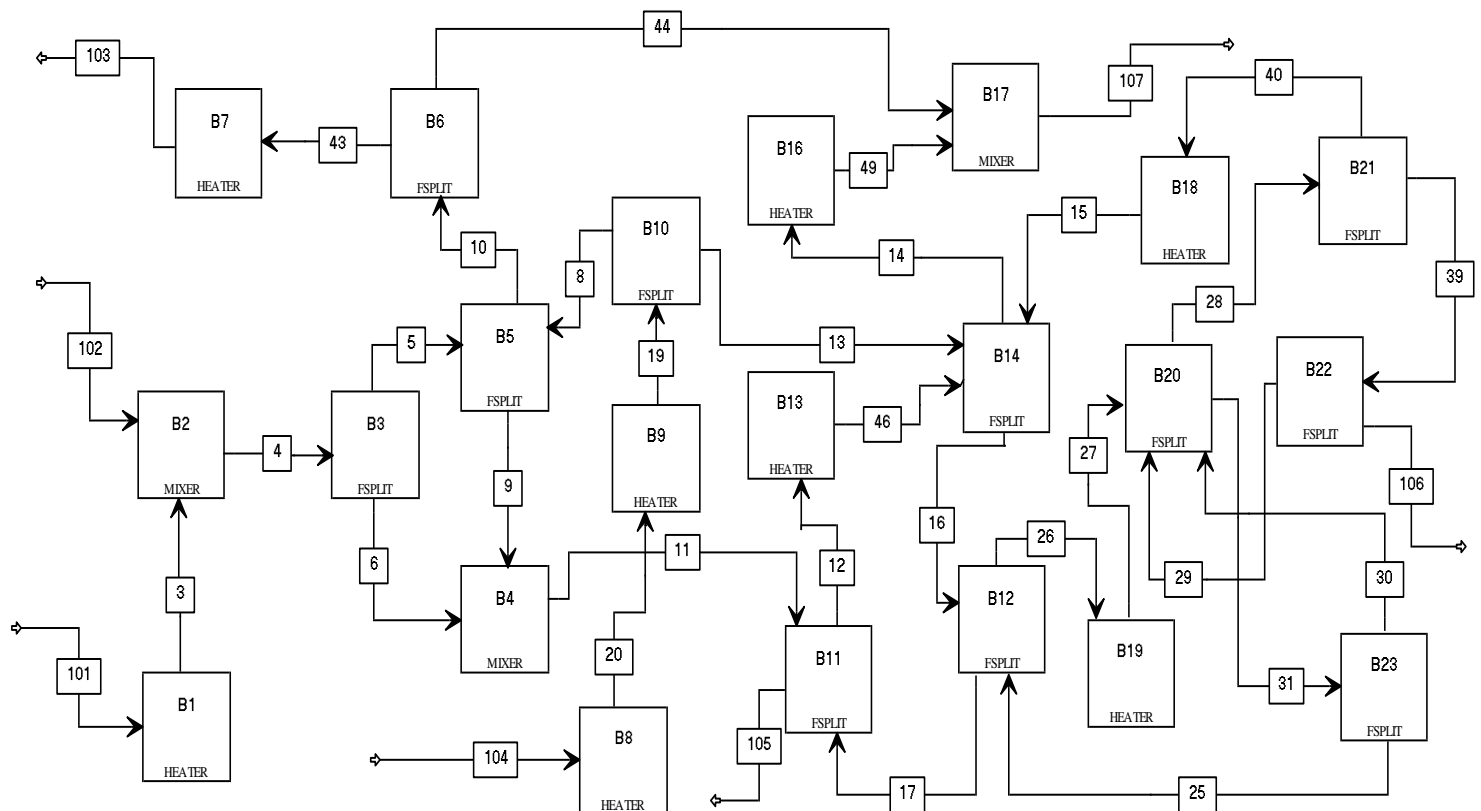 44
103
107
40
B7
HEATER
43
B6
FSPLIT
B17
MIXER
B16
HEATER
49
B18
HEATER
B21
FSPLIT
15
10
B10
FSPLIT
8
14
28
39
102
5
B5
FSPLIT
19
13
B14
FSPLIT
B20
FSPLIT
B22
FSPLIT
B2
MIXER
4
B3
FSPLIT
B9
HEATER
B13
HEATER
46
27
106
9
16
26
6
11
12
3
B4
MIXER
B12
FSPLIT
29
30
101
B1
HEATER
20
B11
FSPLIT
B19
HEATER
31
B23
FSPLIT
104
B8
HEATER
105
17
25